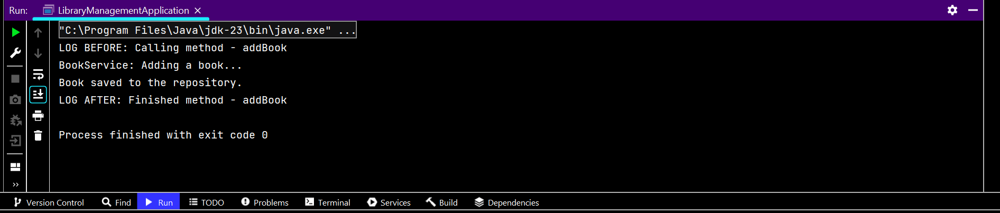 Run: LibraryManagementApplication
"C:\Program Files\Java\jdk-23\bin\java.exe" ...
LOG BEFORE: Calling method - addBook
BookService: Adding a book...
Book saved to the repository.
LOG AFTER: Finished method - addBook
Process finished with exit code 0
Version Control Find Run TODO Problems Terminal Services Build Dependencies